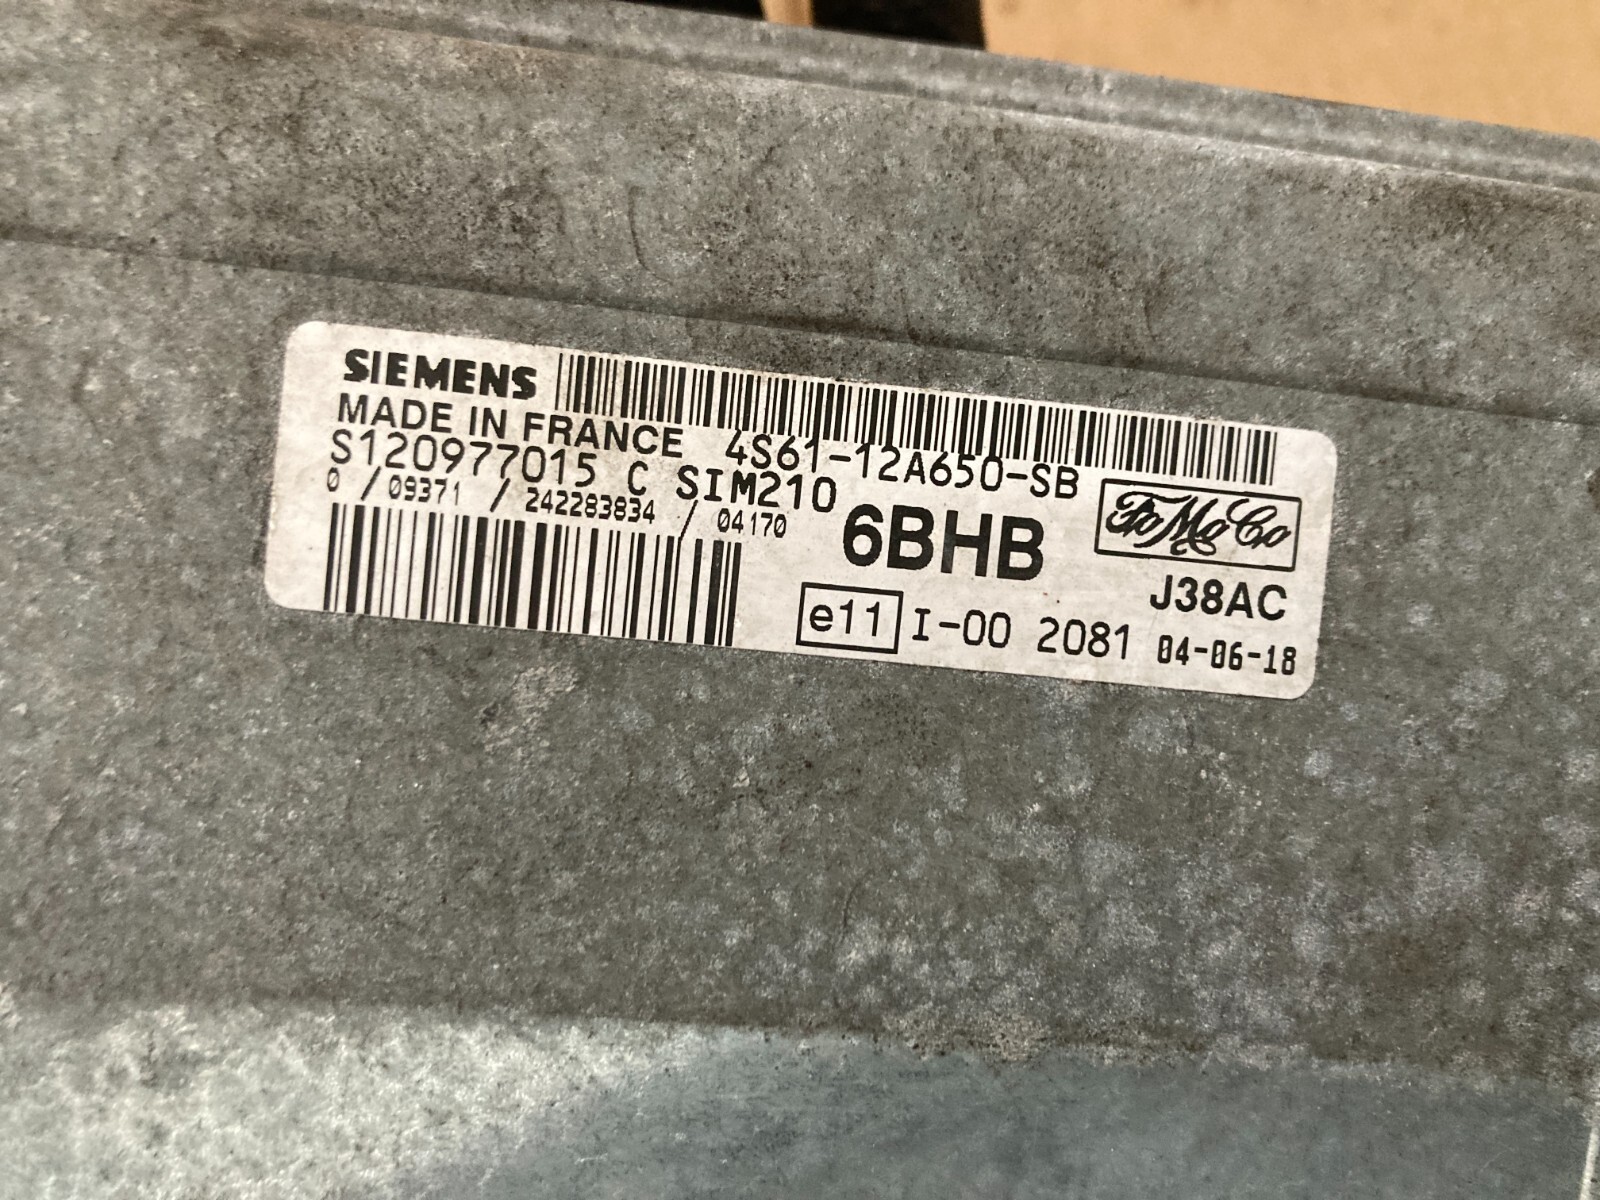 SIEMENS
MADE IN FRANCE 4S61-12A650-SB
S120977015 C SIM210
0 / 09371 / 242283834 / 04170
6BHB
FoMoCo
J38AC
e11 I-00 2081 04-06-18